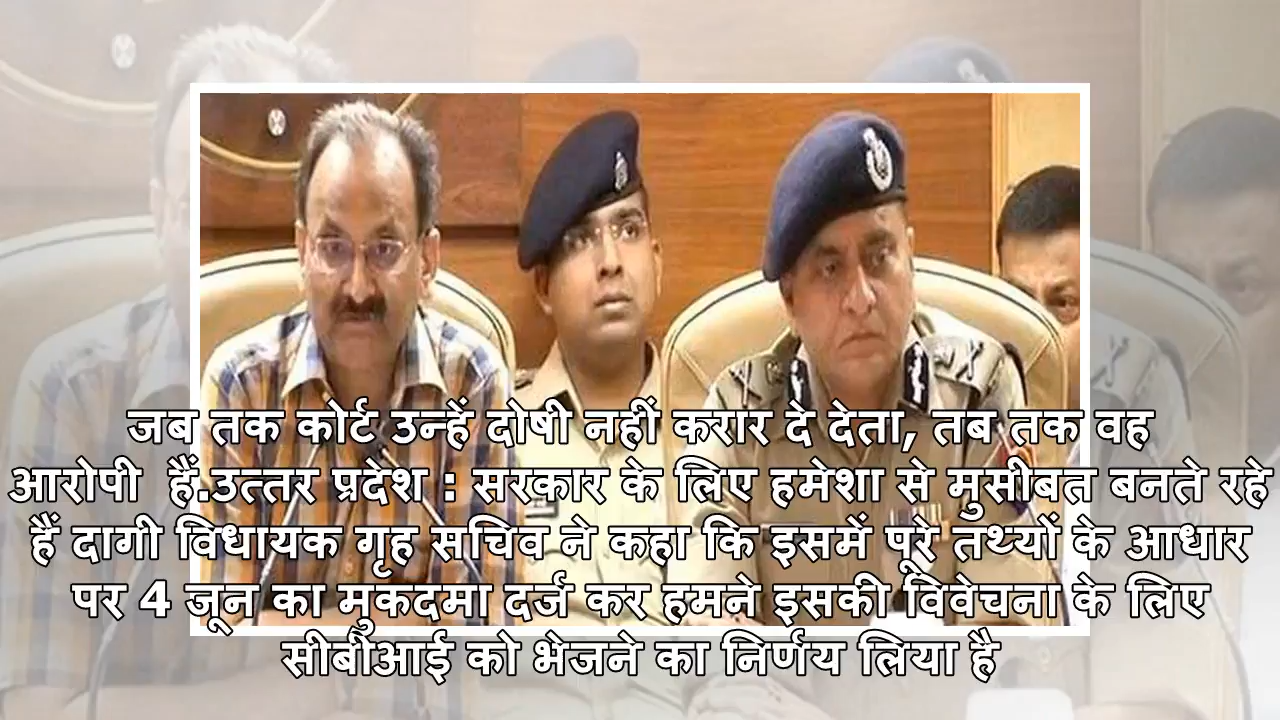 जब तक कोर्ट उन्हें दोषी नहीं करार दे देता, तब तक वह
आरोपी हैं.उत्तर प्रदेश : सरकार के लिए हमेशा से मुसीबत बनते रहे
हैं दागी विधायक गृह सचिव ने कहा कि इसमें पूरे तथ्यों के आधार
पर 4 जून का मुकदमा दर्ज कर हमने इसकी विवेचना के लिए
सीबीआई को भेजने का निर्णय लिया है